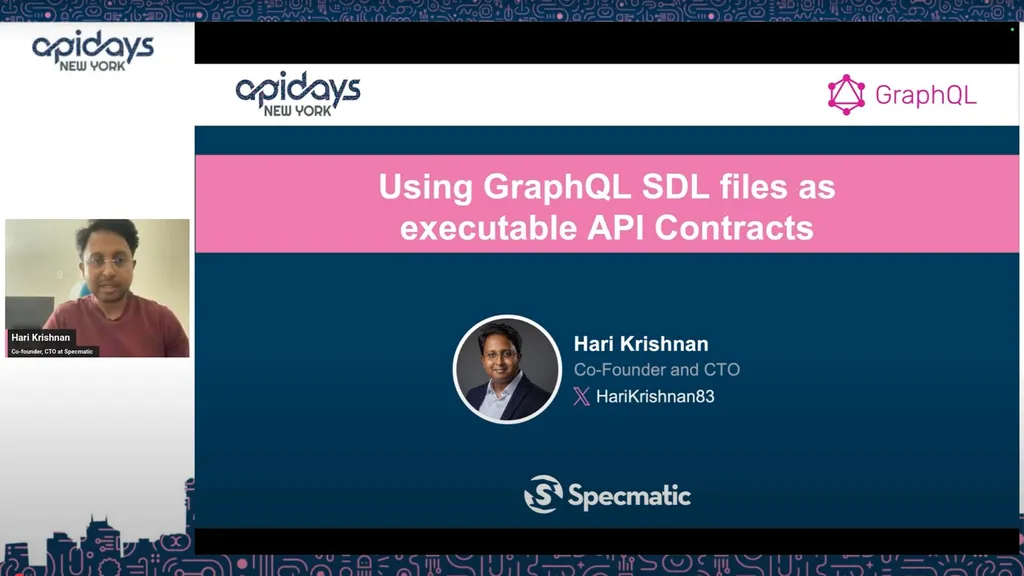 apidays
NEW YORK
apidays
NEW YORK
GraphQL
Using GraphQL SDL files as
executable API Contracts
Hari Krishnan
Co-Founder and CTO
X HariKrishnan83
Specmatic
Hari Krishnan
Co-founder, CTO at Specmatic